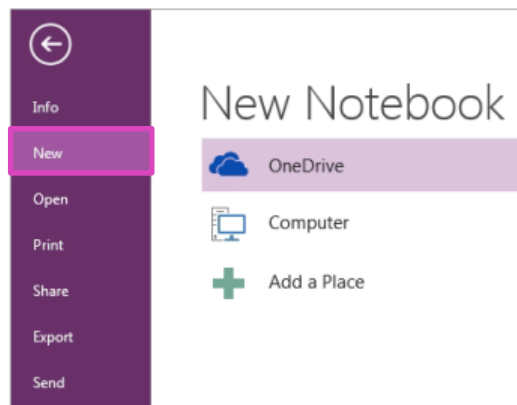 Info
New
Open
Print
Share
Export
Send
New Notebook
OneDrive
Computer
Add a Place